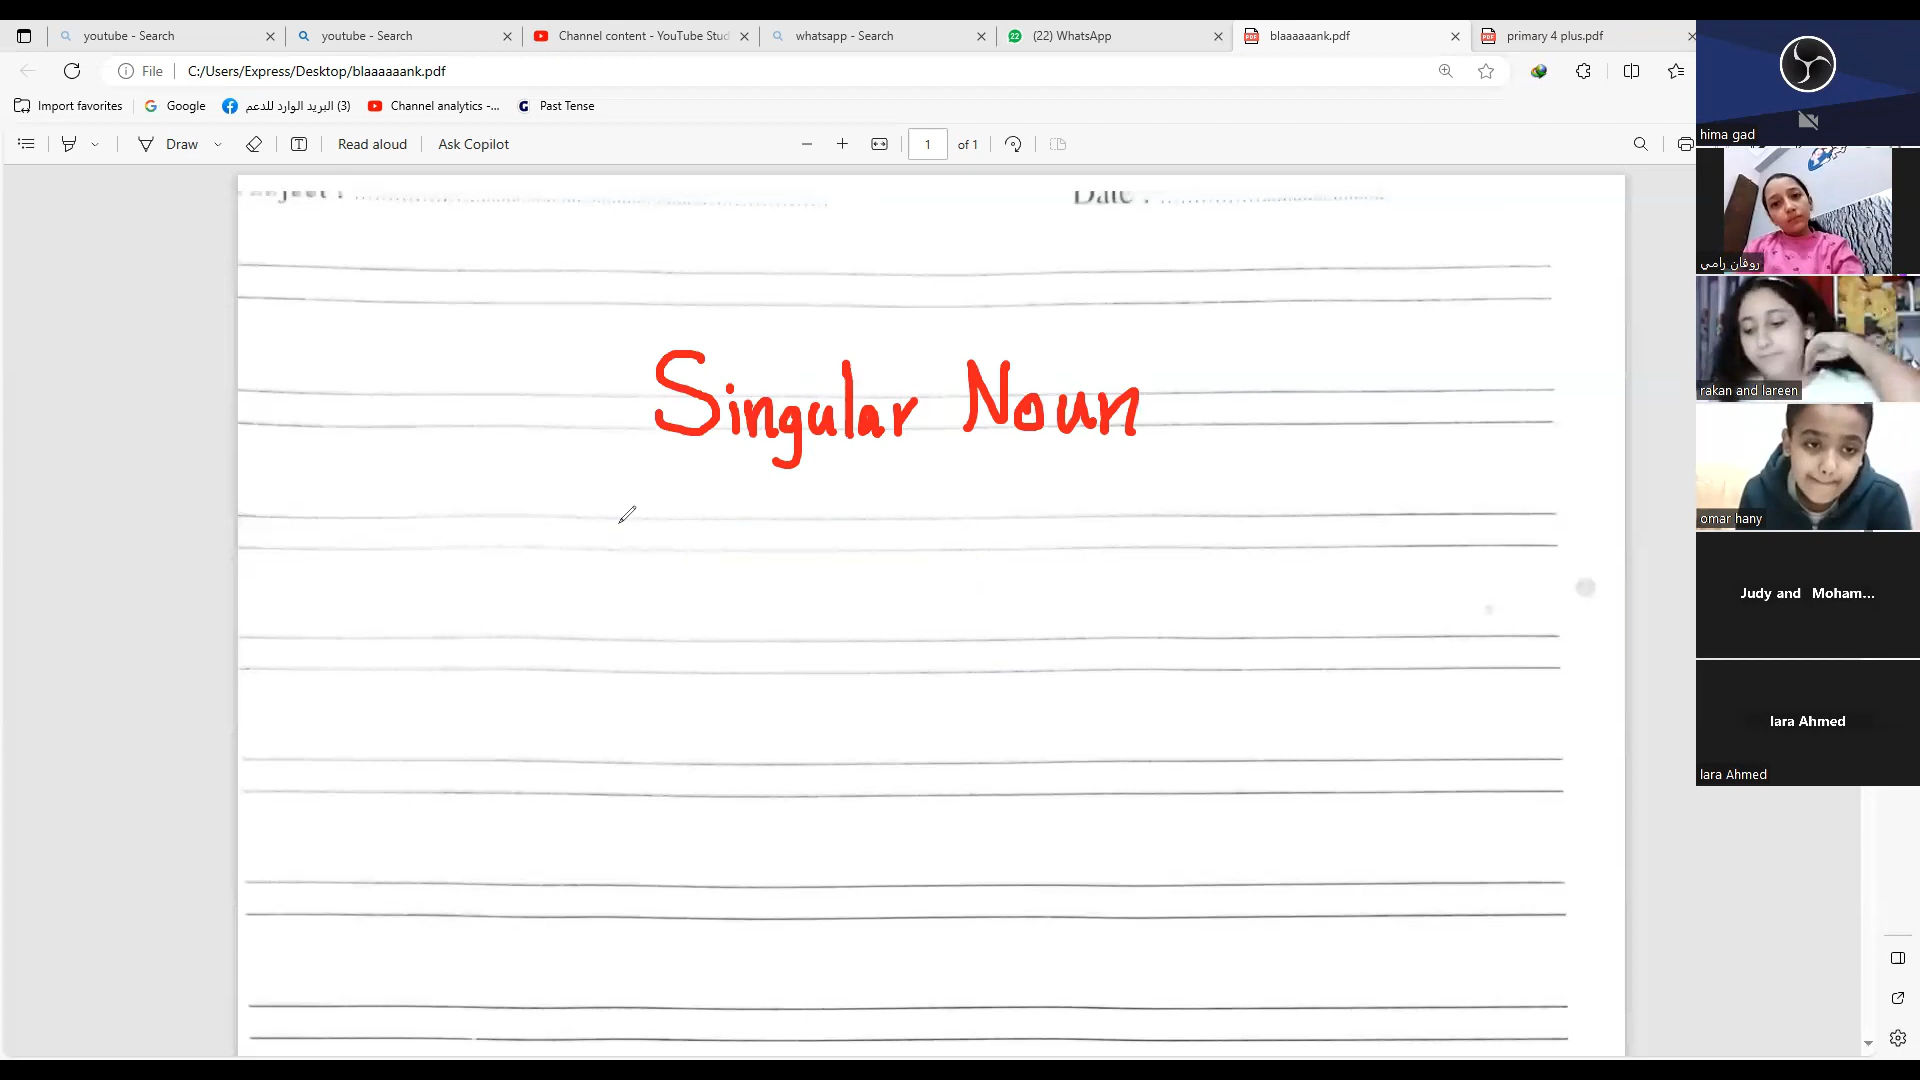 youtube - Search
youtube - Search
Channel content - YouTube Stud
whatsapp - Search
(22) WhatsApp
blaaaaaank.pdf
primary 4 plus.pdf
File
C:/Users/Express/Desktop/blaaaaaank.pdf
Import favorites
Google
(3) البريد الوارد للدعم
Channel analytics -...
Past Tense
Draw
Read aloud
Ask Copilot
1 of 1
Date :
Singular Noun
hima gad
روفان رامي
rakan and lareen
omar hany
Judy and Moham...
lara Ahmed
lara Ahmed